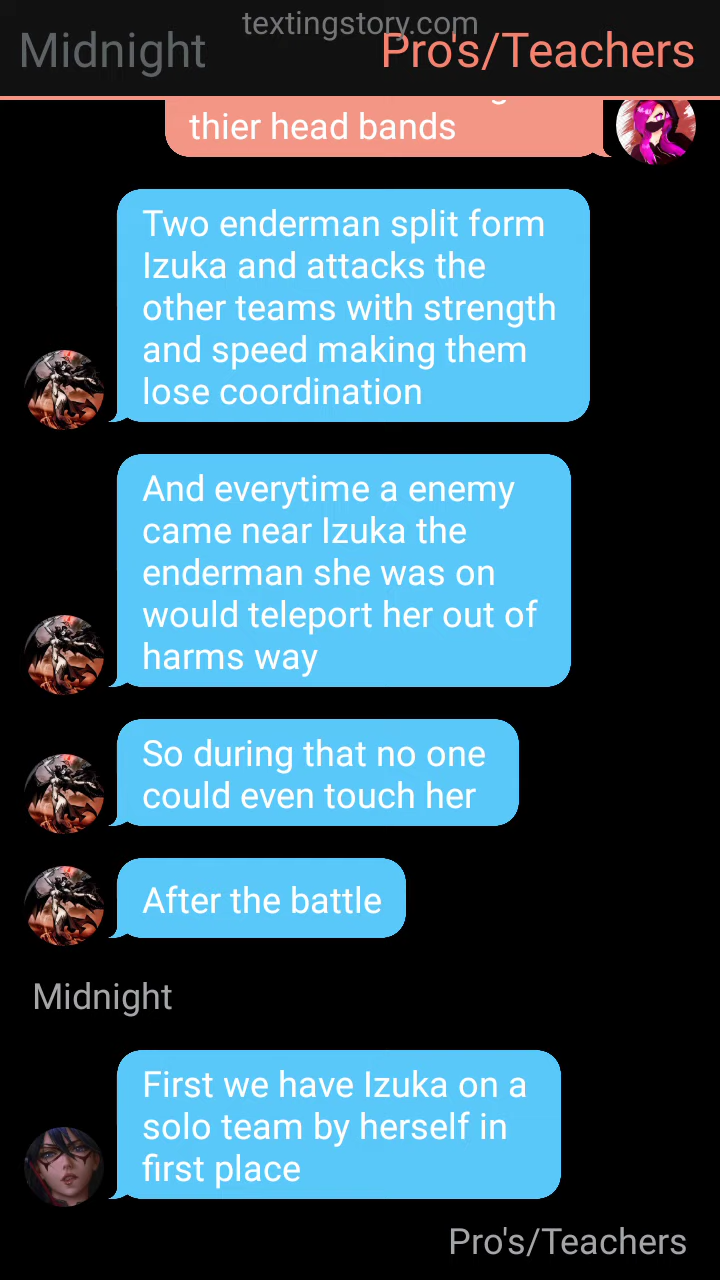 textingstory.com
Midnight
Pro's/Teachers
thier head bands
Two enderman split form
Izuka and attacks the
other teams with strength
and speed making them
lose coordination
And everytime a enemy
came near Izuka the
enderman she was on
would teleport her out of
harms way
So during that no one
could even touch her
After the battle
Midnight
First we have Izuka on a
solo team by herself in
first place
Pro's/Teachers